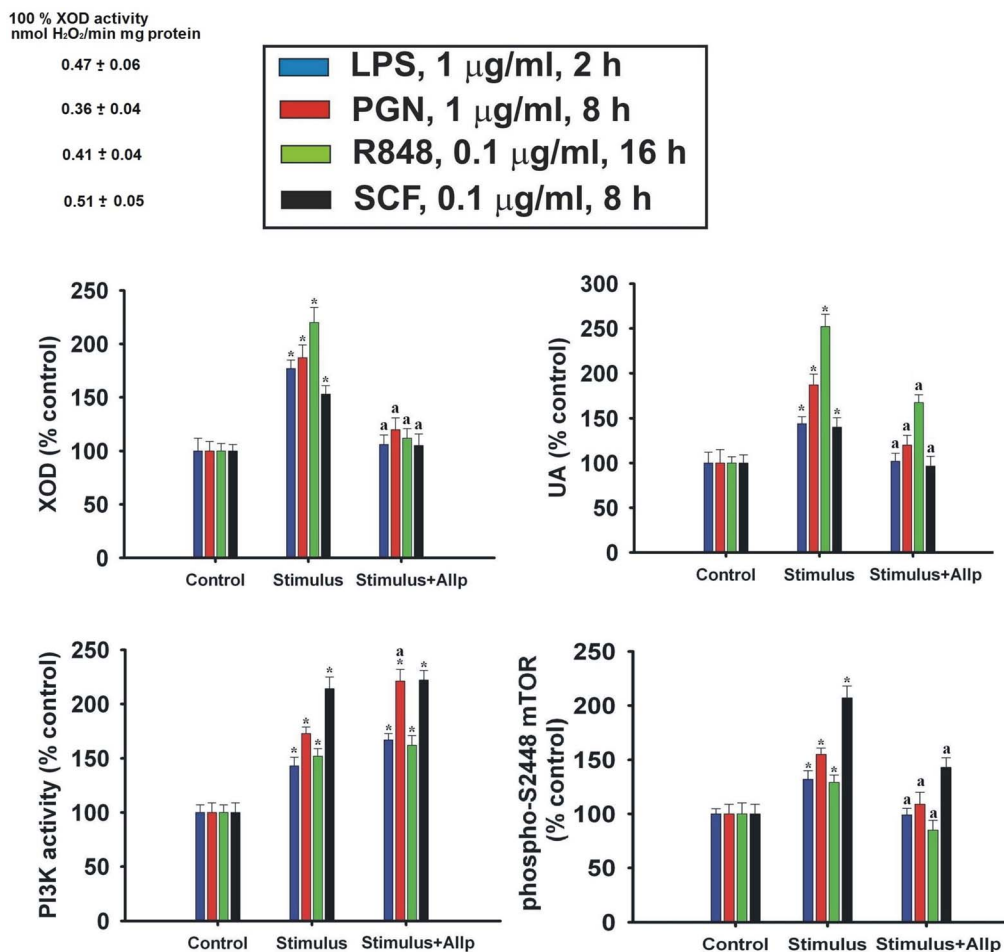 100 % XOD activity
nmol H₂O₂/min mg protein
0.47 ± 0.06
0.36 ± 0.04
0.41 ± 0.04
0.51 ± 0.05
LPS, 1 μg/ml, 2 h
PGN, 1 μg/ml, 8 h
R848, 0.1 μg/ml, 16 h
SCF, 0.1 μg/ml, 8 h
XOD (% control)
250
200
150
100
50
0
* * * *
a a a a
Control Stimulus Stimulus+Allp
UA (% control)
300
250
200
150
100
50
0
* * * *
a a a a
Control Stimulus Stimulus+Allp
PI3K activity (% control)
250
200
150
100
50
0
* * * *
a
* * * *
Control Stimulus Stimulus+Allp
phospho-S2448 mTOR
(% control)
250
200
150
100
50
0
* * * *
a a a a
Control Stimulus Stimulus+Allp